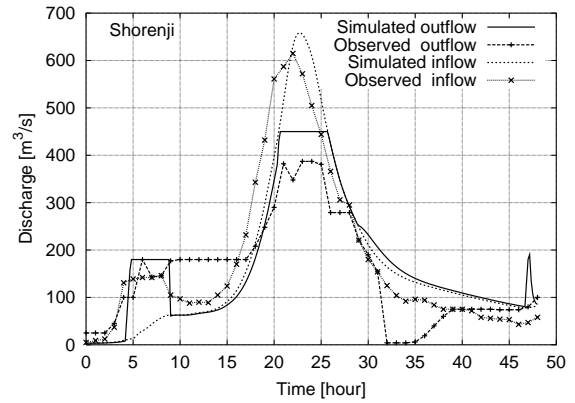 Shorenji
Simulated outflow
Observed outflow
Simulated inflow
Observed inflow
700
600
500
400
300
200
100
0
Discharge [m³/s]
0 5 10 15 20 25 30 35 40 45 50
Time [hour]